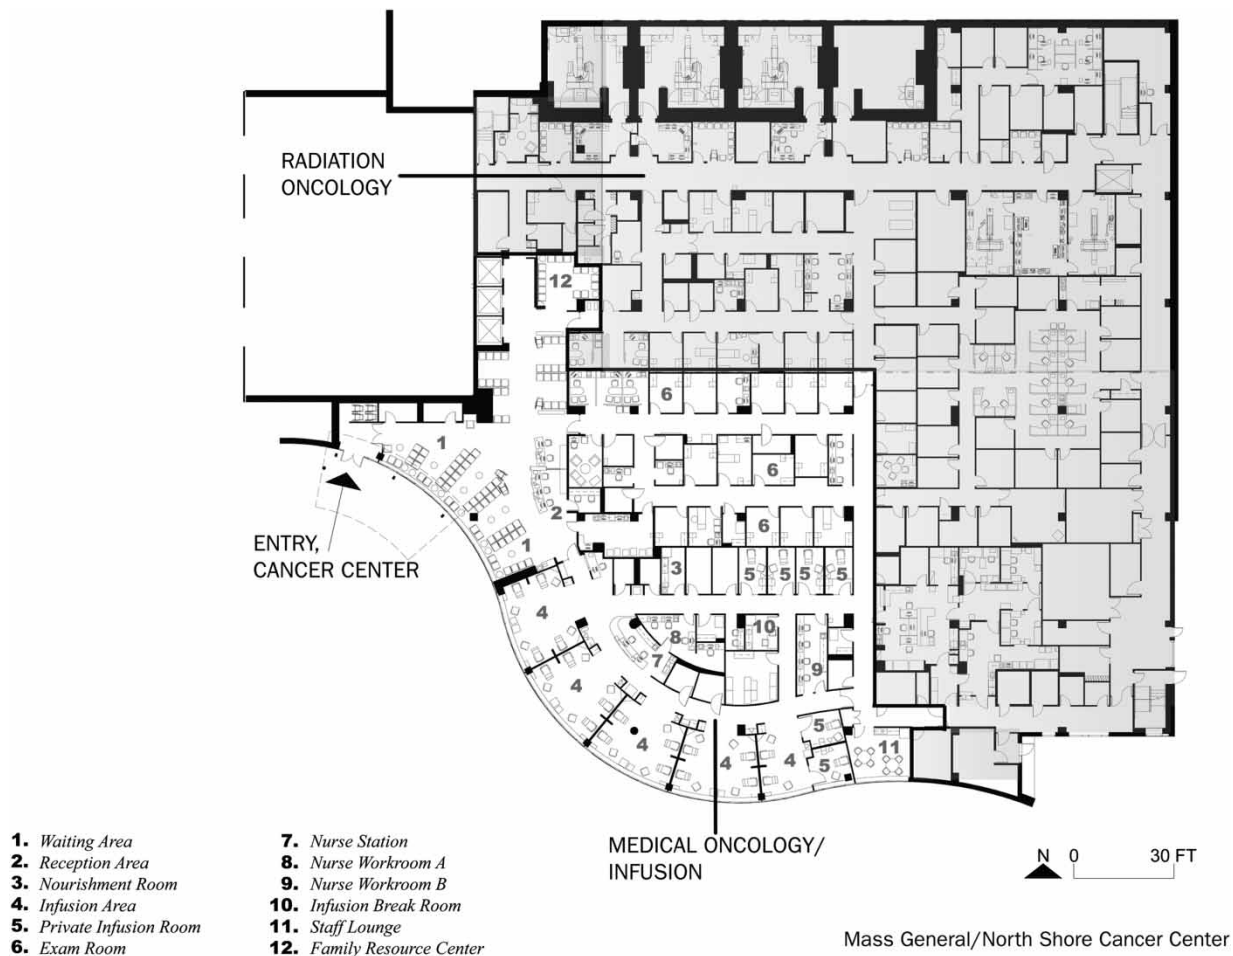 RADIATION
ONCOLOGY
12
6
1
6
2
6
ENTRY,
CANCER CENTER
1
3
5
5
5
5
4
8
10
7
9
4
5
4
4
4
5
11
MEDICAL ONCOLOGY/
INFUSION
N 0 30 FT
1. Waiting Area
2. Reception Area
3. Nourishment Room
4. Infusion Area
5. Private Infusion Room
6. Exam Room
7. Nurse Station
8. Nurse Workroom A
9. Nurse Workroom B
10. Infusion Break Room
11. Staff Lounge
12. Family Resource Center
Mass General/North Shore Cancer Center